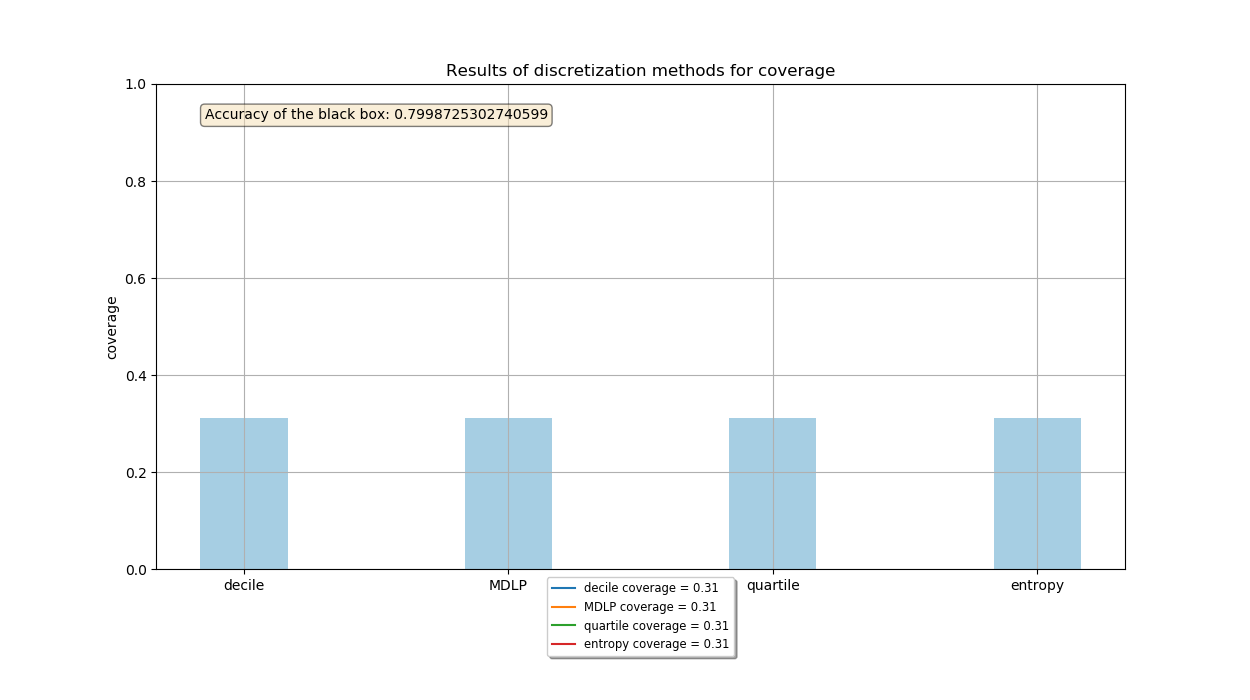 Results of discretization methods for coverage
Accuracy of the black box: 0.7998725302740599
1.0
0.8
0.6
0.4
0.2
0.0
coverage
decile
MDLP
quartile
entropy
decile coverage = 0.31
MDLP coverage = 0.31
quartile coverage = 0.31
entropy coverage = 0.31